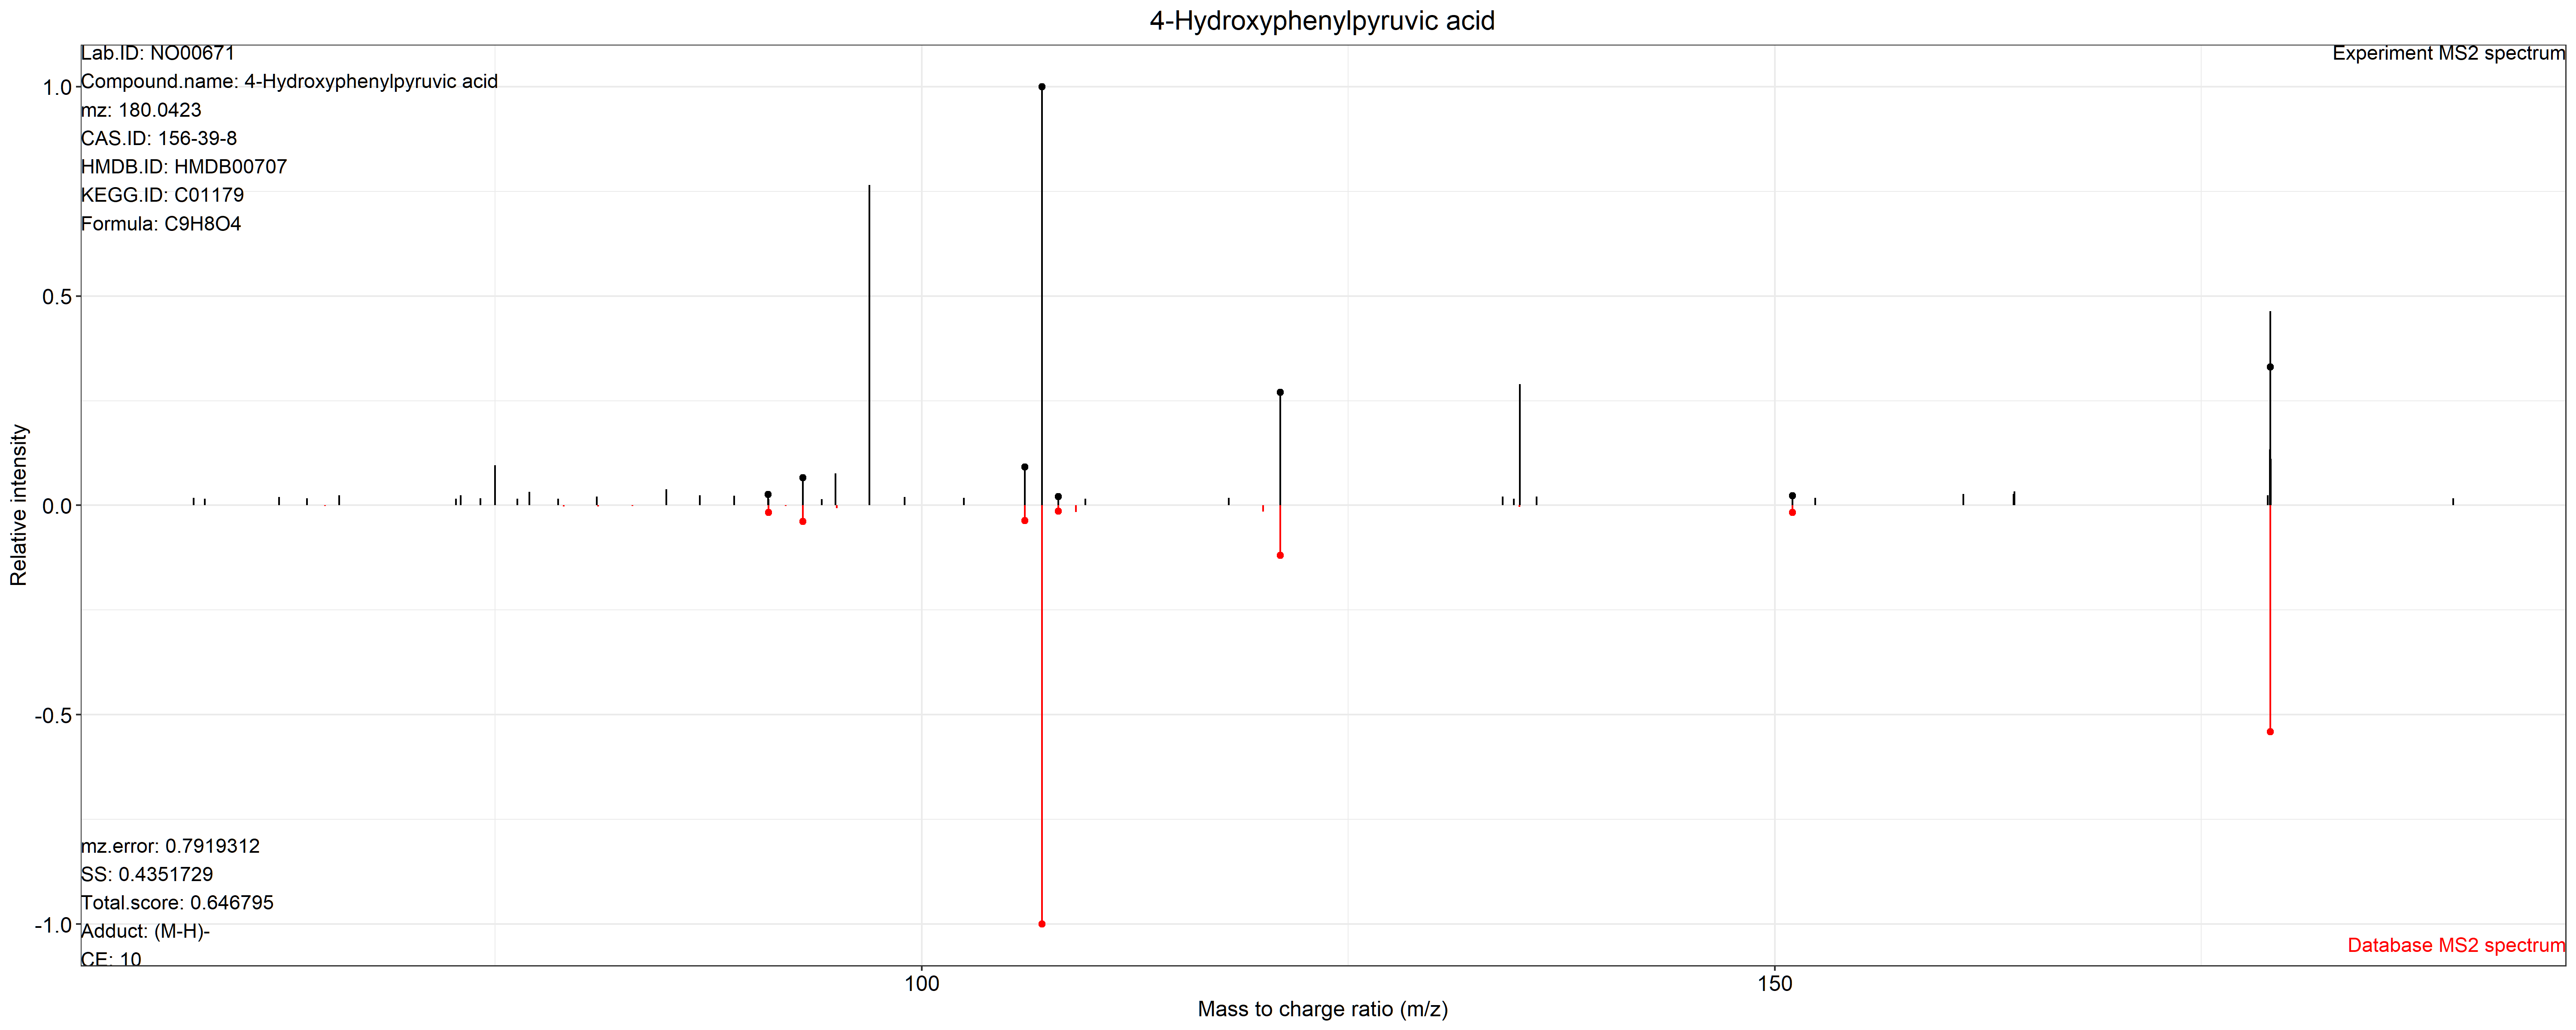 4-Hydroxyphenylpyruvic acid
Lab.ID: NO00671
Experiment MS2 spectrum
Compound.name: 4-Hydroxyphenylpyruvic acid
mz: 180.0423
CAS.ID: 156-39-8
HMDB.ID: HMDB00707
KEGG.ID: C01179
Formula: C9H8O4
1.0
0.5
0.0
-0.5
-1.0
Relative intensity
mz.error: 0.7919312
SS: 0.4351729
Total.score: 0.646795
Adduct: (M-H)-
CE: 10
Database MS2 spectrum
100
150
Mass to charge ratio (m/z)